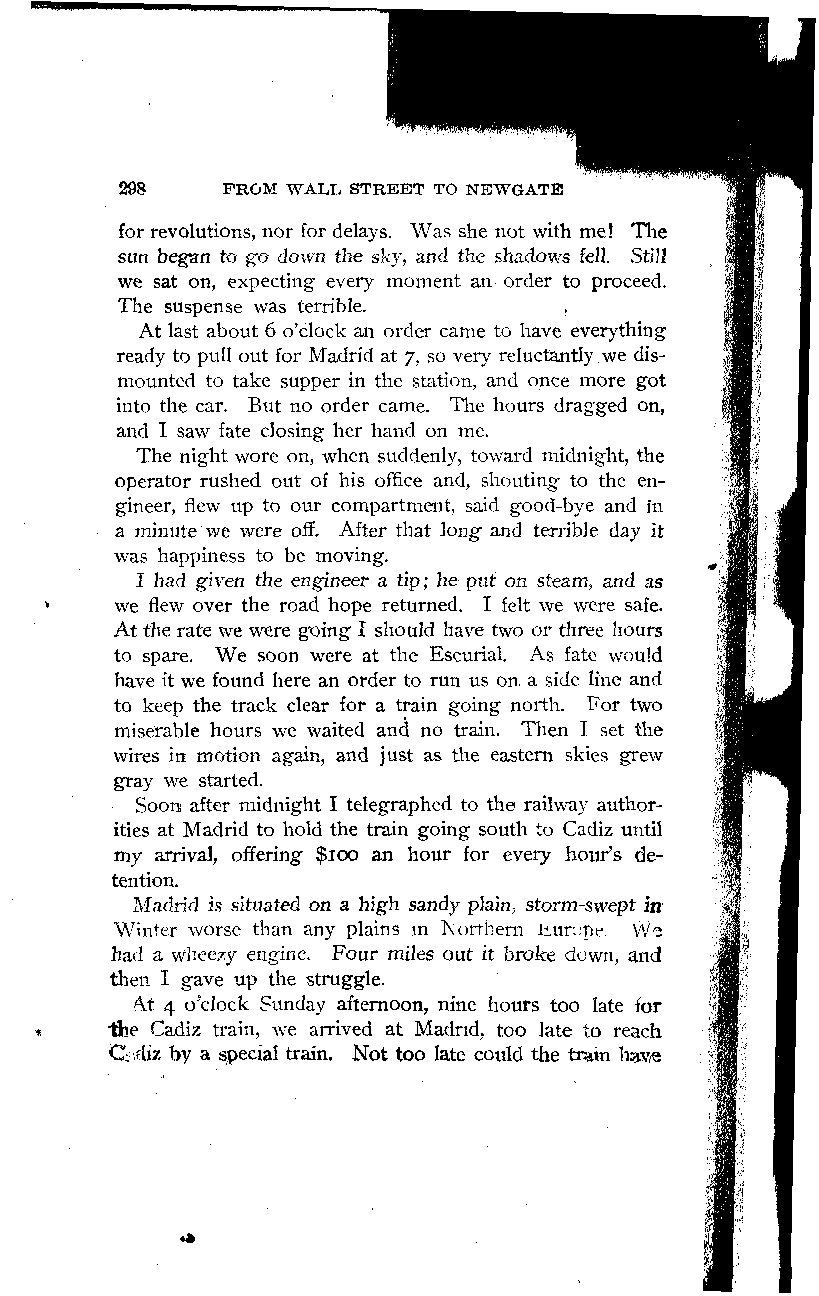 298 FROM WALL STREET TO NEWGATE
for revolutions, nor for delays. Was she not with me! The
sun began to go down the sky, and the shadows fell. Still
we sat on, expecting every moment an order to proceed.
The suspense was terrible.
At last about 6 o'clock an order came to have everything
ready to pull out for Madrid at 7, so very reluctantly we dis-
mounted to take supper in the station, and once more got
into the car. But no order came. The hours dragged on,
and I saw fate closing her hand on me.
The night wore on, when suddenly, toward midnight, the
operator rushed out of his office and, shouting to the en-
gineer, flew up to our compartment, said good-bye and in
a minute we were off. After that long and terrible day it
was happiness to be moving.
I had given the engineer a tip; he put on steam, and as
we flew over the road hope returned. I felt we were safe.
At the rate we were going I should have two or three hours
to spare. We soon were at the Escurial. As fate would
have it we found here an order to run us on a side line and
to keep the track clear for a train going north. For two
miserable hours we waited and no train. Then I set the
wires in motion again, and just as the eastern skies grew
gray we started.
Soon after midnight I telegraphed to the railway author-
ities at Madrid to hold the train going south to Cadiz until
my arrival, offering $100 an hour for every hour's de-
tention.
Madrid is situated on a high sandy plain, storm-swept in
Winter worse than any plains in Northern Europe. We
had a wheezy engine. Four miles out it broke down, and
then I gave up the struggle.
At 4 o'clock Sunday afternoon, nine hours too late for
the Cadiz train, we arrived at Madrid, too late to reach
Cadiz by a special train. Not too late could the train have